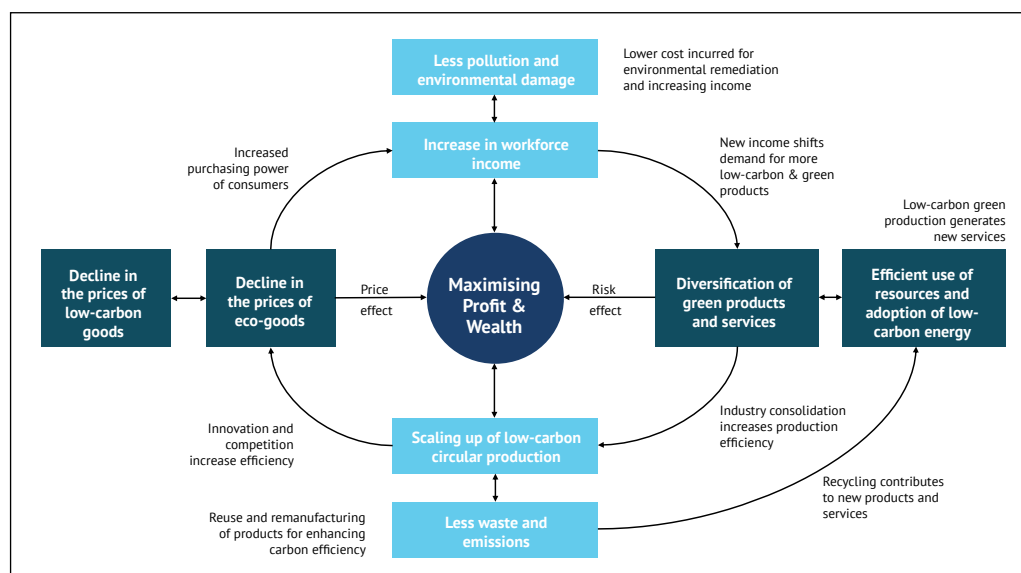 Less pollution and
environmental damage
Lower cost incurred for
environmental remediation
and increasing income
Increase in workforce
income
Increased
purchasing power
of consumers
New income shifts
demand for more
low-carbon & green
products
Low-carbon green
production generates
new services
Decline in
the prices of
low-carbon
goods
Decline in
the prices of
eco-goods
Price
effect
Maximising
Profit &
Wealth
Risk
effect
Diversification of
green products
and services
Efficient use of
resources and
adoption of low-
carbon energy
Innovation and
competition
increase efficiency
Scaling up of low-carbon
circular production
Industry consolidation
increases production
efficiency
Reuse and remanufacturing
of products for enhancing
carbon efficiency
Less waste and
emissions
Recycling contributes
to new products and
services